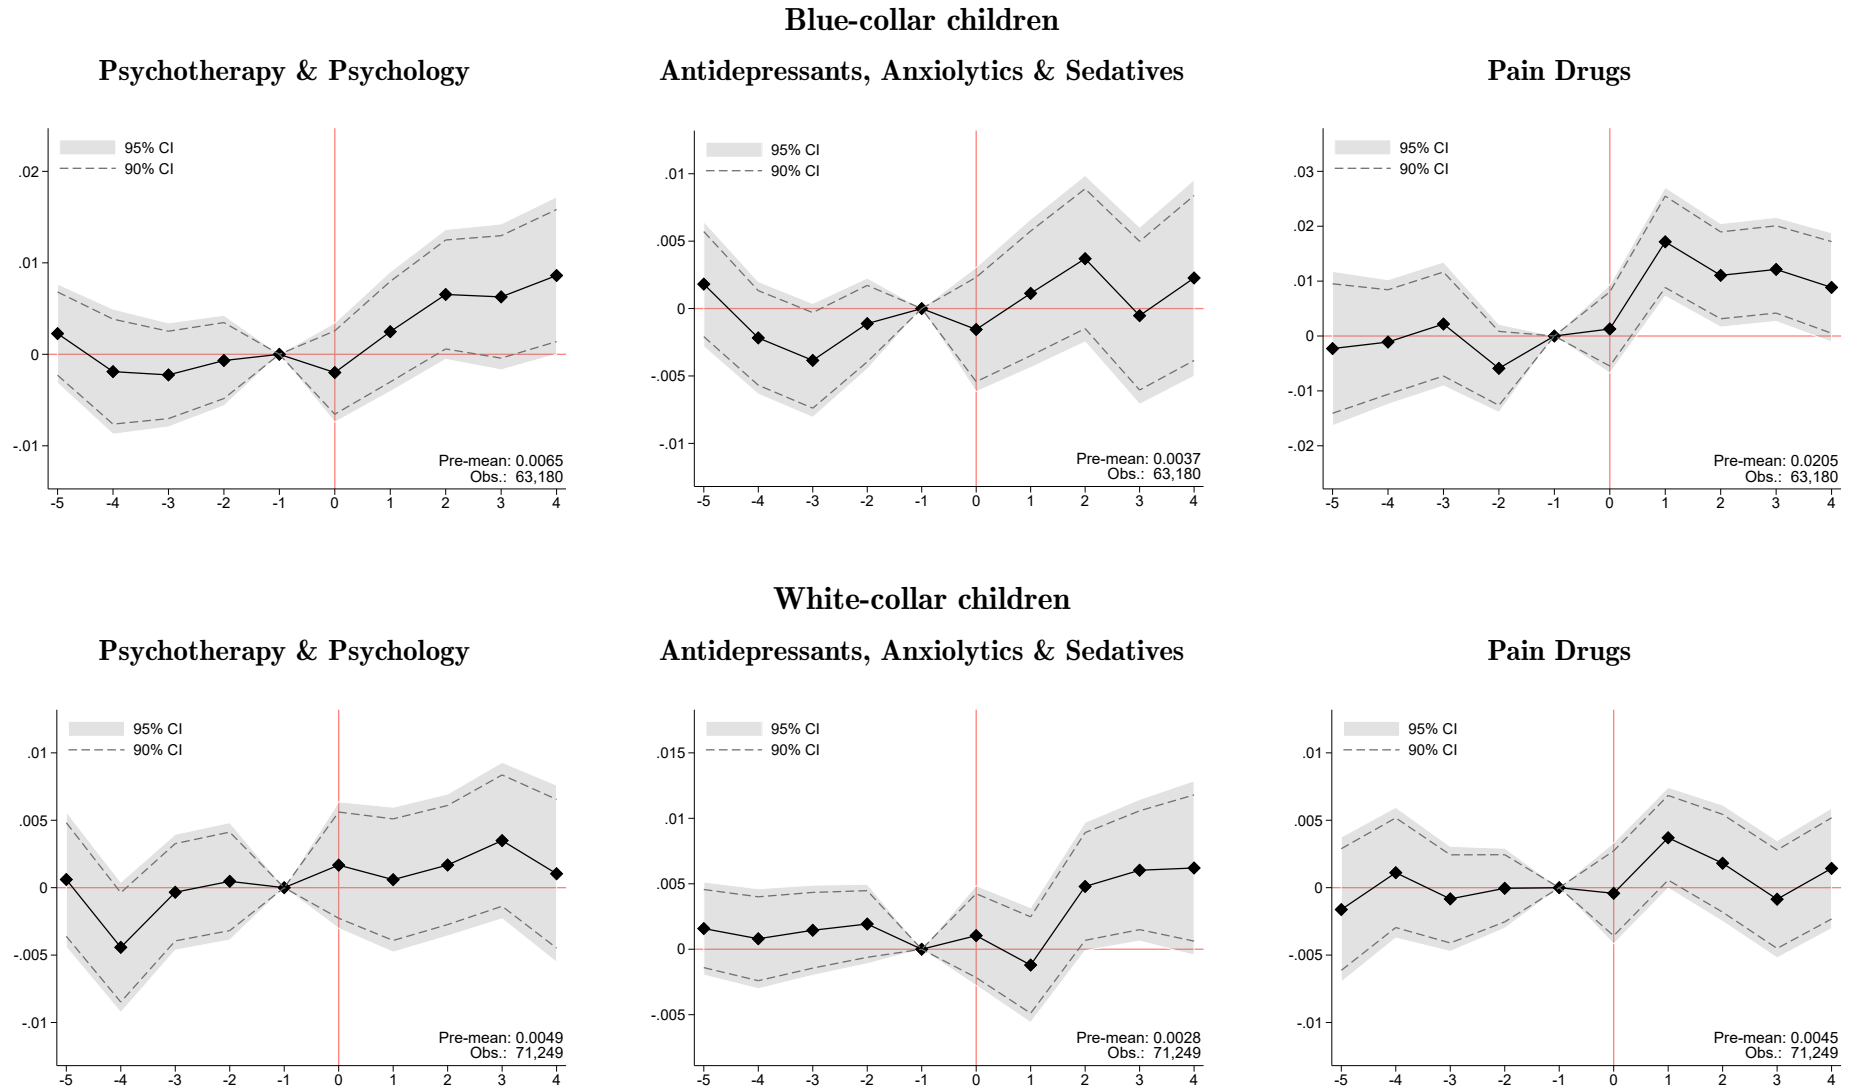 Blue-collar children
Psychotherapy & Psychology
95% CI
90% CI
.02
.01
0
-.01
Pre-mean: 0.0065
Obs.: 63,180
-5 -4 -3 -2 -1 0 1 2 3 4
Antidepressants, Anxiolytics & Sedatives
95% CI
90% CI
.01
.005
0
-.005
-.01
Pre-mean: 0.0037
Obs.: 63,180
-5 -4 -3 -2 -1 0 1 2 3 4
Pain Drugs
95% CI
90% CI
.03
.02
.01
0
-.01
-.02
Pre-mean: 0.0205
Obs.: 63,180
-5 -4 -3 -2 -1 0 1 2 3 4
White-collar children
Psychotherapy & Psychology
95% CI
90% CI
.01
.005
0
-.005
-.01
Pre-mean: 0.0049
Obs.: 71,249
-5 -4 -3 -2 -1 0 1 2 3 4
Antidepressants, Anxiolytics & Sedatives
95% CI
90% CI
.015
.01
.005
0
-.005
Pre-mean: 0.0028
Obs.: 71,249
-5 -4 -3 -2 -1 0 1 2 3 4
Pain Drugs
95% CI
90% CI
.01
.005
0
-.005
-.01
Pre-mean: 0.0045
Obs.: 71,249
-5 -4 -3 -2 -1 0 1 2 3 4